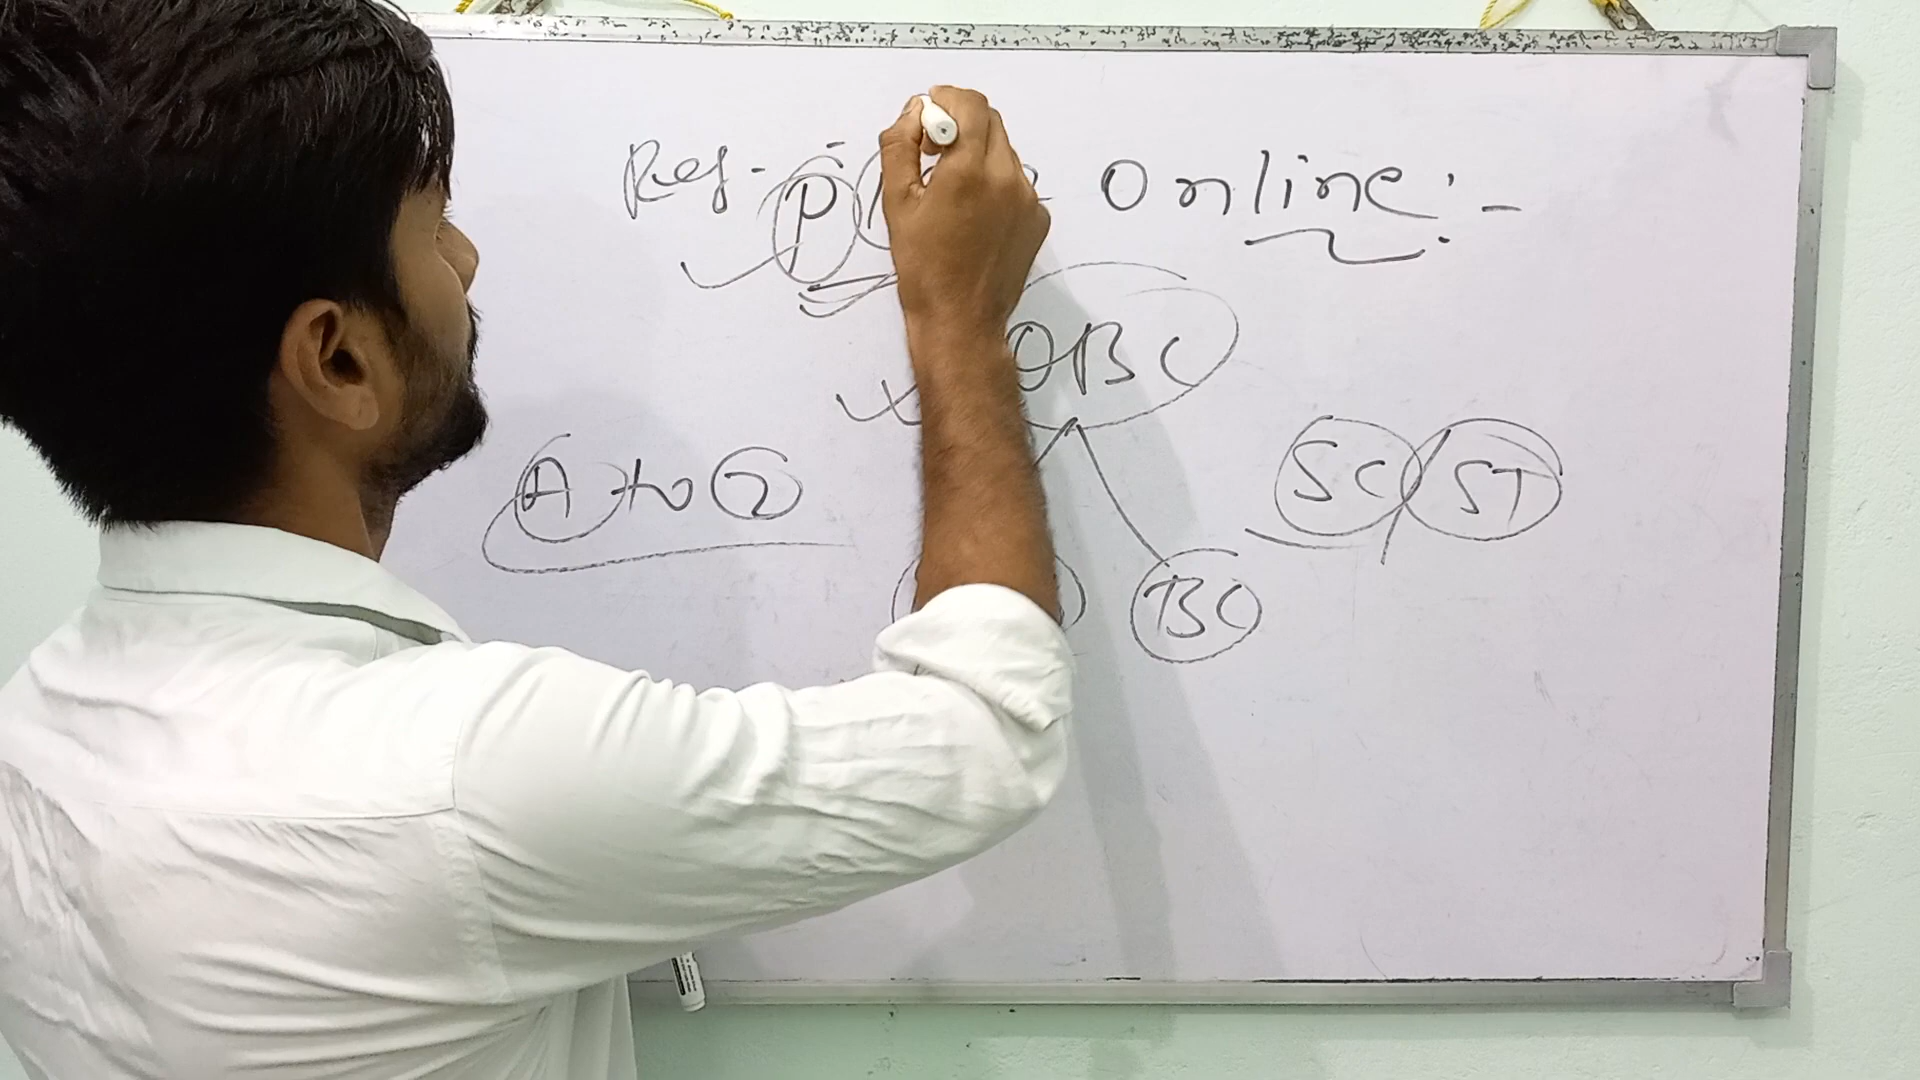 Reg- P Online :-
OBC
A to Z SC/ST
BC